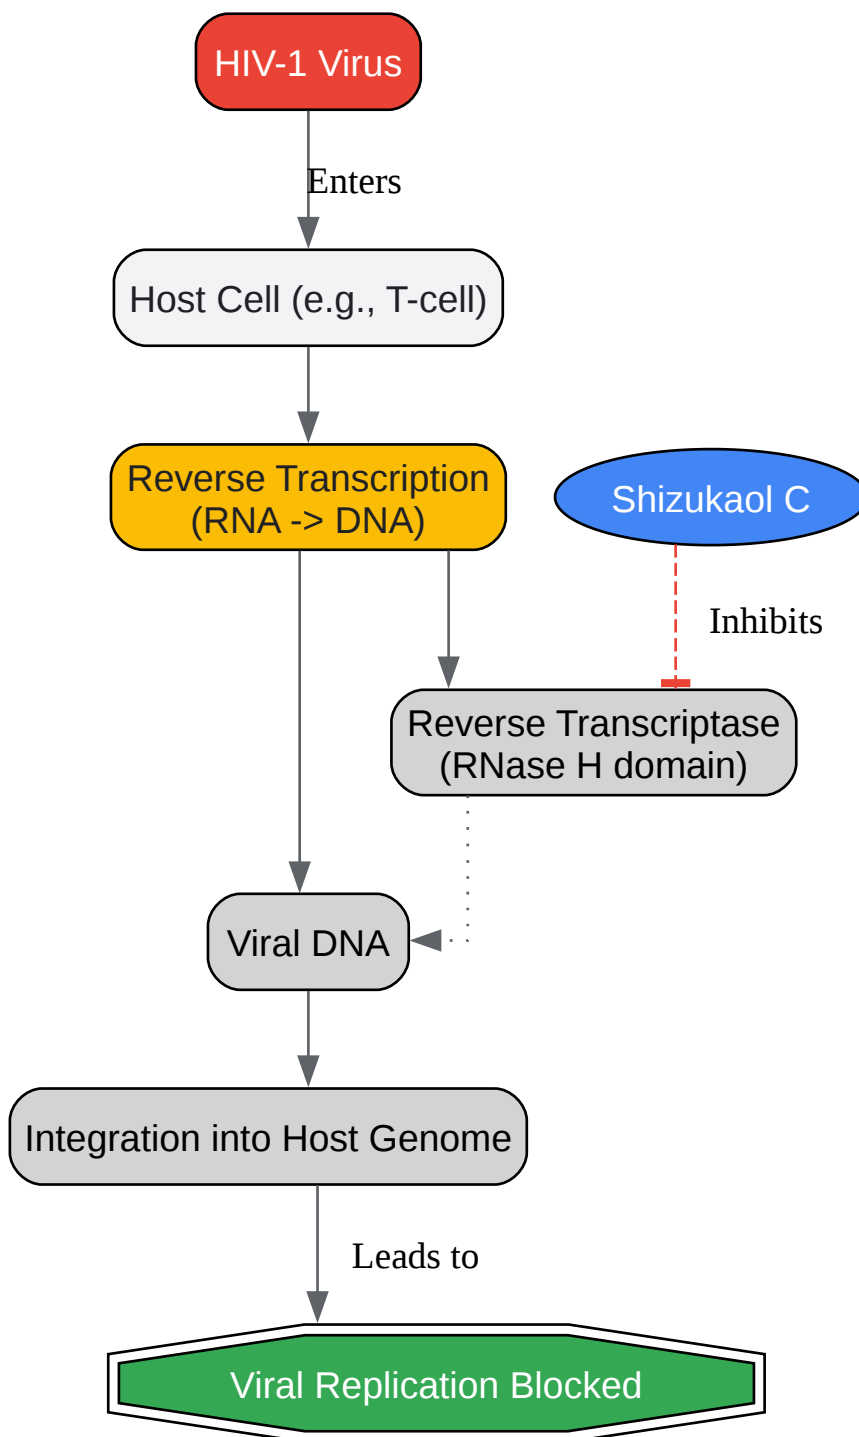 HIV-1 Virus
Enters
Host Cell (e.g., T-cell)
Reverse Transcription
(RNA -> DNA)
Shizukaol C
Inhibits
Reverse Transcriptase
(RNase H domain)
Viral DNA
Integration into Host Genome
Leads to
Viral Replication Blocked